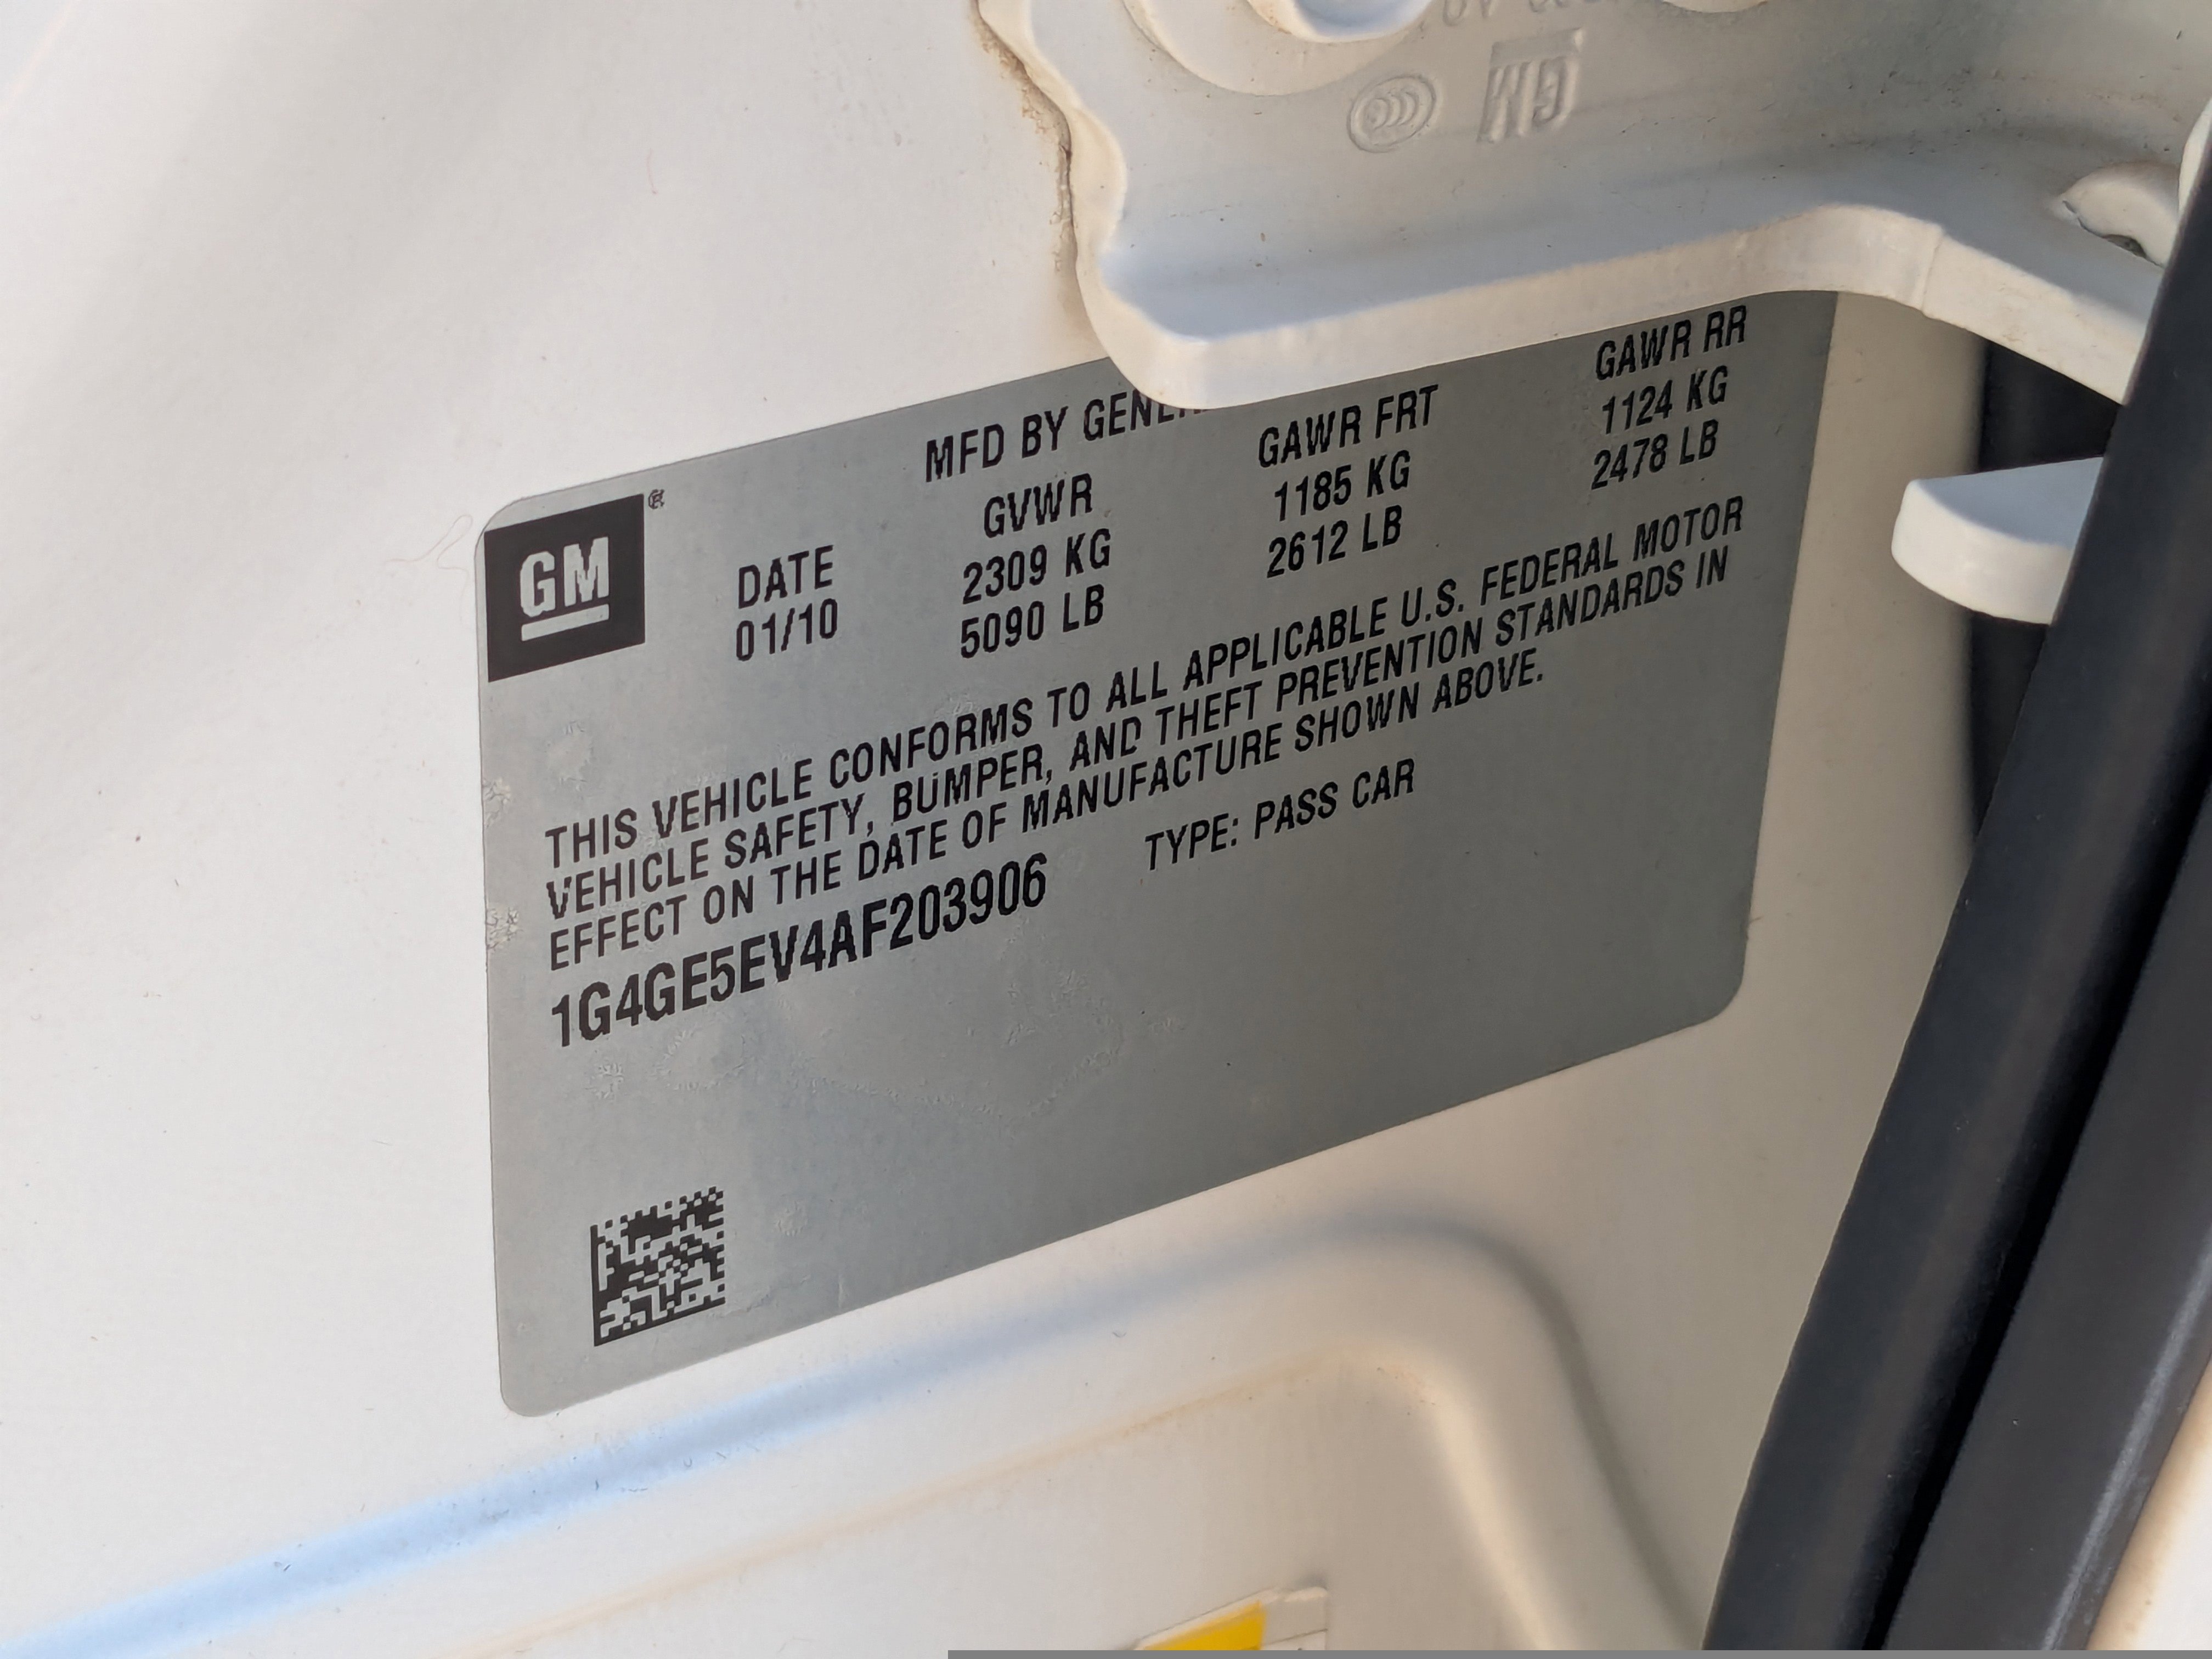 GM
MFD BY
GAWR RR
GVWR
GAWR FRT
1124 KG
DATE
2309 KG
1185 KG
2478 LB
01/10
5090 LB
2612 LB
GM®
THIS VEHICLE CONFORMS TO ALL APPLICABLE U.S. FEDERAL MOTOR
VEHICLE SAFETY, BUMPER, AND THEFT PREVENTION STANDARDS IN
EFFECT ON THE DATE OF MANUFACTURE SHOWN ABOVE.
1G4GE5EV4AF203906
TYPE: PASS CAR